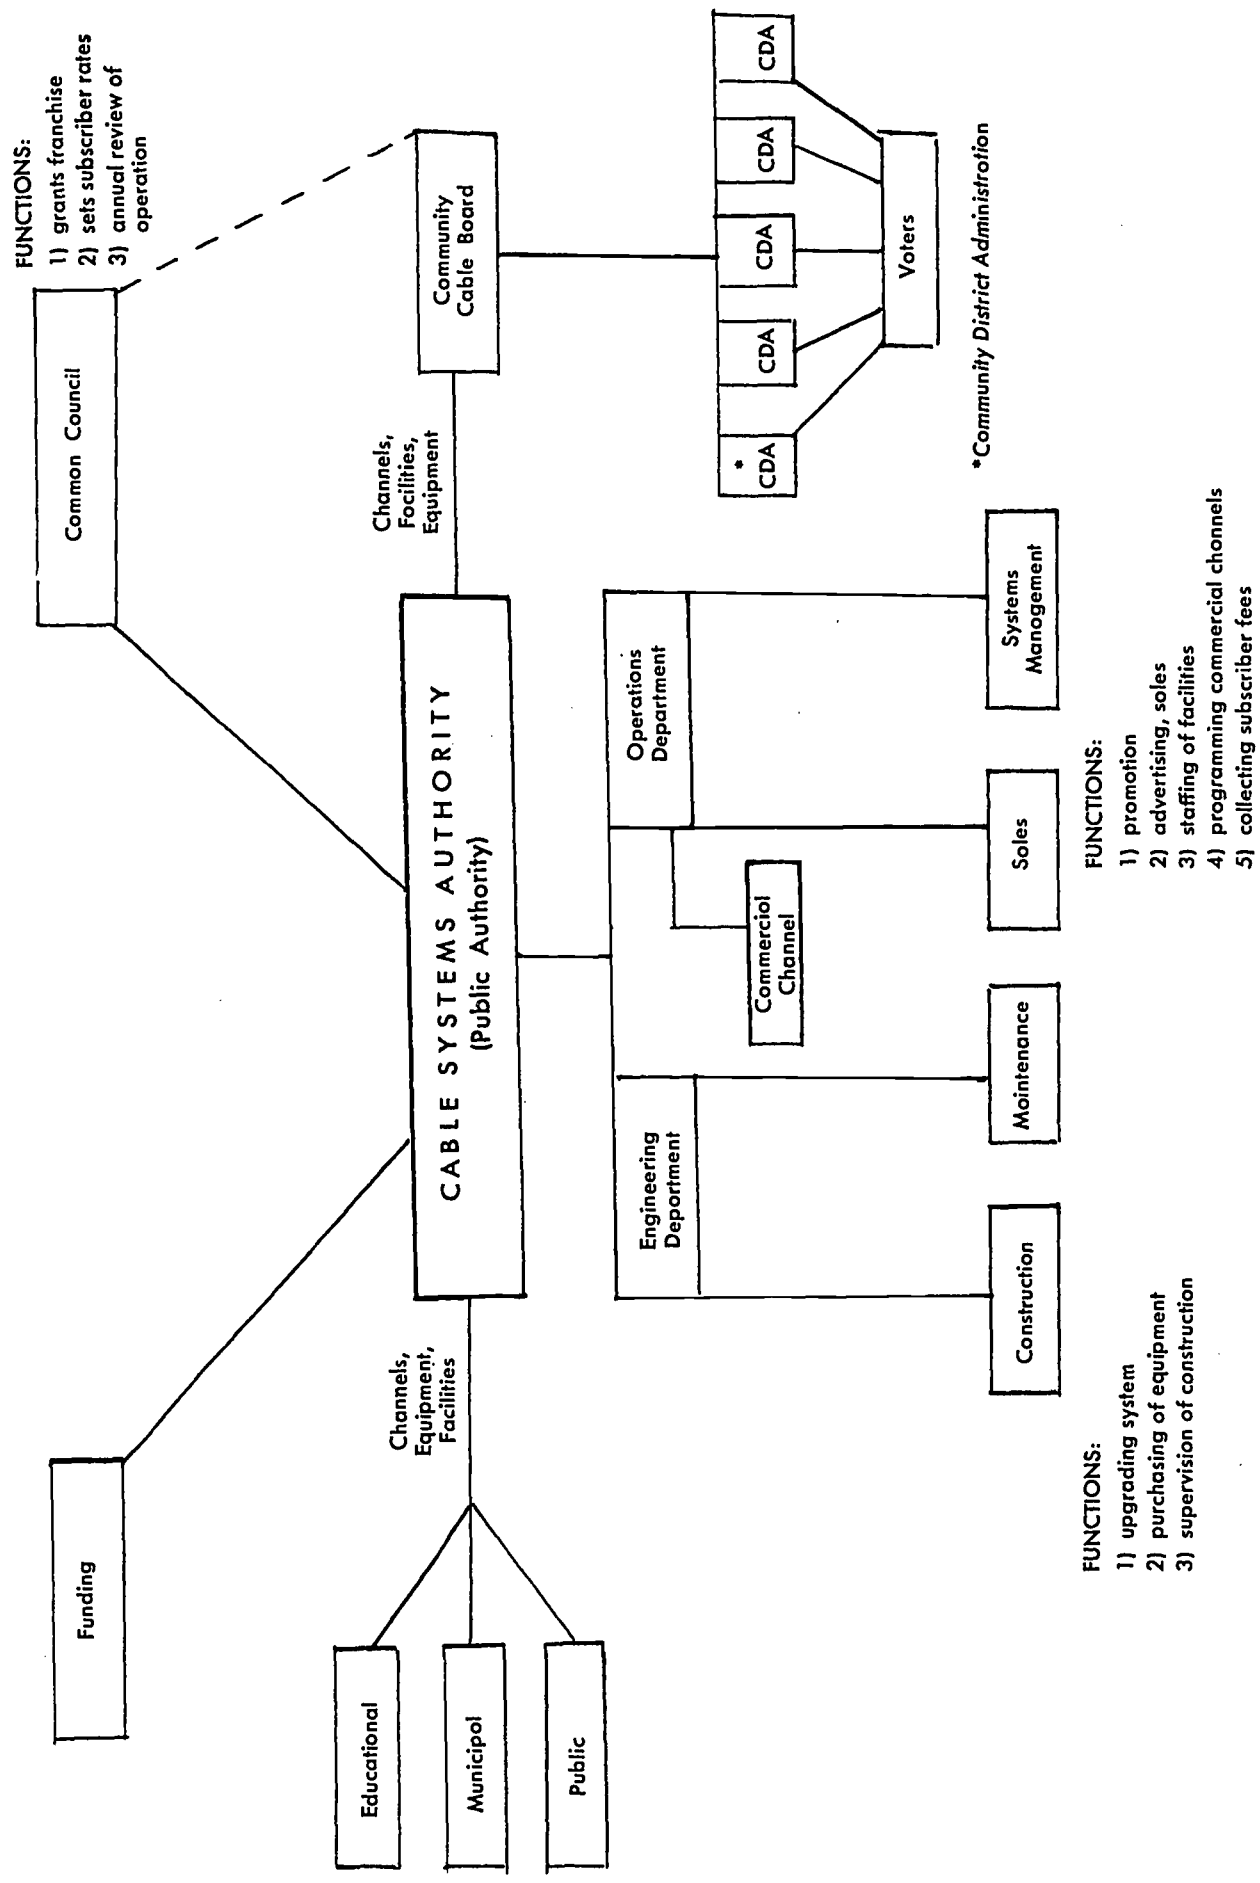 FUNCTIONS:
1) grants franchise
2) sets subscriber rates
3) annual review of
operation
Common Council
Funding
Community
Cable Board
Channels,
Facilities,
Equipment
CABLE SYSTEMS AUTHORITY
(Public Authority)
Channels,
Equipment,
Facilities
Educational
Municipal
Public
Engineering
Department
Operations
Department
Commercial
Channel
*
CDA
CDA
CDA
CDA
CDA
Voters
*Community District Administration
Construction
Maintenance
Sales
Systems
Management
FUNCTIONS:
1) upgrading system
2) purchasing of equipment
3) supervision of construction
FUNCTIONS:
1) promotion
2) advertising, sales
3) staffing of facilities
4) programming commercial channels
5) collecting subscriber fees